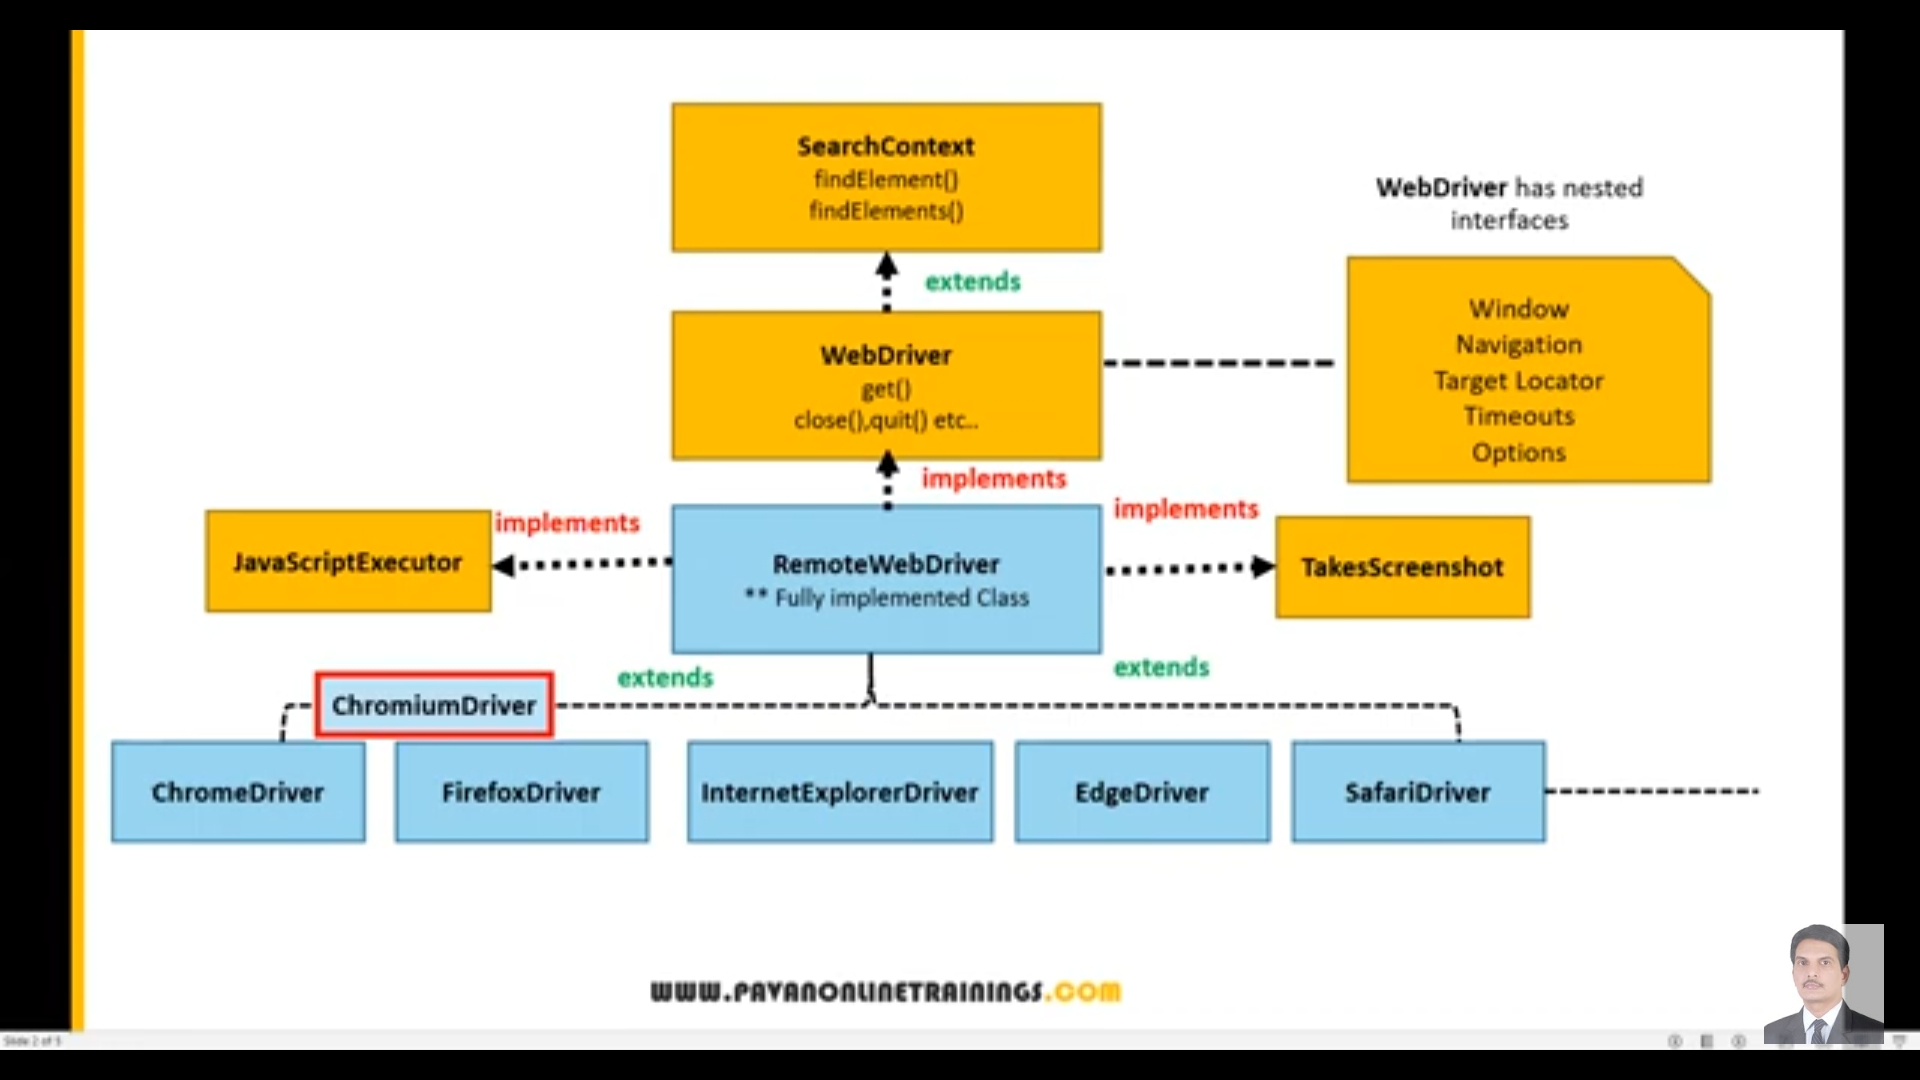 SearchContext
findElement()
findElements()
WebDriver has nested
interfaces
extends
Window
Navigation
Target Locator
Timeouts
Options
WebDriver
get()
close(),quit() etc..
implements
implements
implements
JavaScriptExecutor
RemoteWebDriver
** Fully implemented Class
TakesScreenshot
extends
extends
ChromiumDriver
ChromeDriver
FirefoxDriver
InternetExplorerDriver
EdgeDriver
SafariDriver
WWW.PAVANONLINETRAININGS.COM
Slide 2 of 5